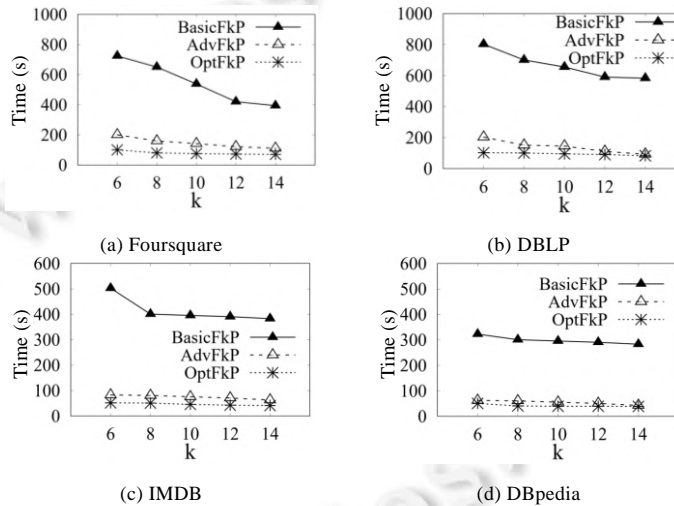 1000
800
600
400
200
0
Time (s)
BasicFkP
AdvFkP
OptFkP
6 8 10 12 14
k
(a) Foursquare
1000
800
600
400
200
0
Time (s)
BasicFkP
AdvFkP
OptFkP
6 8 10 12 14
k
(b) DBLP
600
500
400
300
200
100
0
Time (s)
BasicFkP
AdvFkP
OptFkP
6 8 10 12 14
k
(c) IMDB
600
500
400
300
200
100
0
Time (s)
BasicFkP
AdvFkP
OptFkP
6 8 10 12 14
k
(d) DBpedia